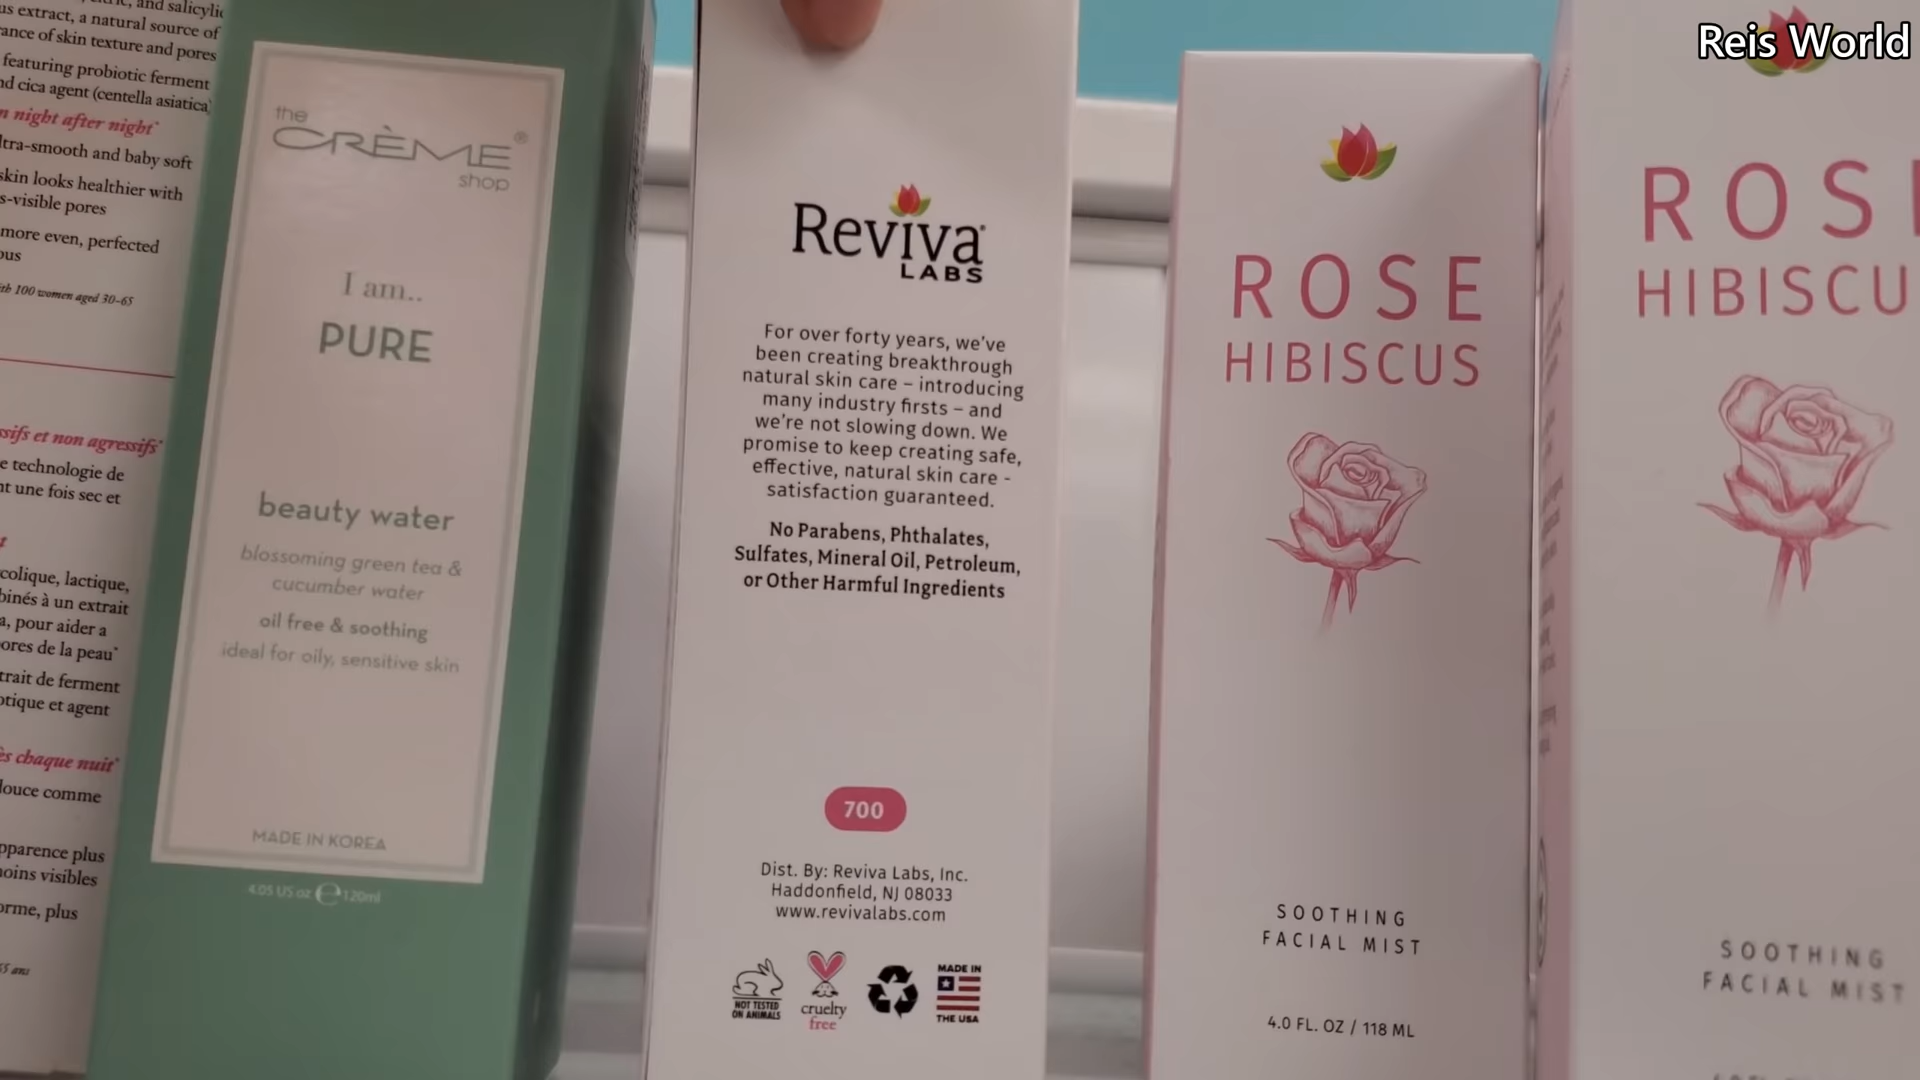 and salicylic
us extract, a natural source of
ance of skin texture and pores
featuring probiotic ferment
nd cica agent (centella asiatica)
n night after night*
ltra-smooth and baby soft
skin looks healthier with
s-visible pores
more even, perfected
ous
ith 100 women aged 30-65
ssifs et non agressifs*
e technologie de
nt une fois sec et
t
colique, lactique,
binés à un extrait
a, pour aider a
ores de la peau*
trait de ferment
otique et agent
ès chaque nuit*
douce comme
pparence plus
noins visibles
orme, plus
55 ans
the
CRÈME®
shop
I am..
PURE
beauty water
blossoming green tea &
cucumber water
oil free & soothing
ideal for oily, sensitive skin
MADE IN KOREA
4.05 US oz ℮ 120ml
Reviva®
LABS
For over forty years, we've
been creating breakthrough
natural skin care – introducing
many industry firsts – and
we're not slowing down. We
promise to keep creating safe,
effective, natural skin care -
satisfaction guaranteed.
No Parabens, Phthalates,
Sulfates, Mineral Oil, Petroleum,
or Other Harmful Ingredients
700
Dist. By: Reviva Labs, Inc.
Haddonfield, NJ 08033
www.revivalabs.com
NOT TESTED
ON ANIMALS
cruelty
free
MADE IN
THE USA
ROSE
HIBISCUS
SOOTHING
FACIAL MIST
4.0 FL. OZ / 118 ML
Reis World
ROSE
HIBISCU
SOOTHING
FACIAL MIST